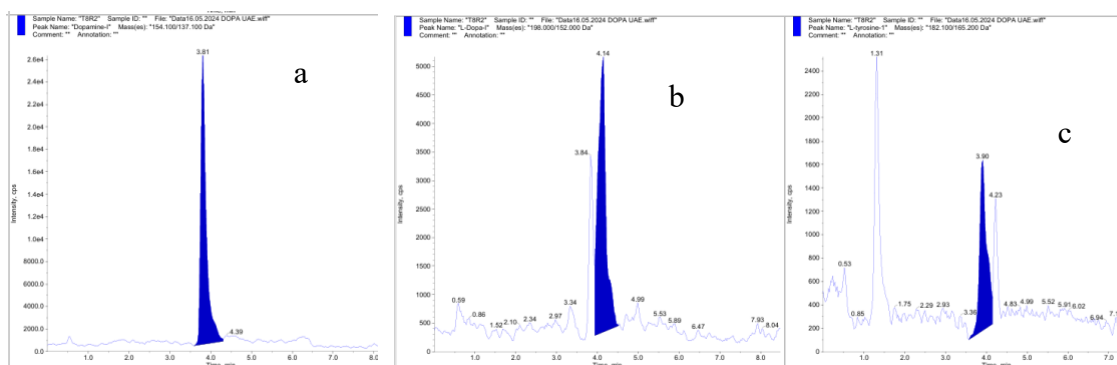 Sample Name: "T8R2" Sample ID: "" File: "Data16.05.2024 DOPA UAE.wiff"
Peak Name: "Dopamine-I" Mass(es): "154.100/137.100 Da"
Comment: "" Annotation: ""
a
3.81
2.6e4
2.4e4
2.2e4
2.0e4
1.8e4
1.6e4
1.4e4
1.2e4
1.0e4
8000.0
6000.0
4000.0
2000.0
0.0
4.39
Intensity, cps
1.0 2.0 3.0 4.0 5.0 6.0 7.0 8.0
Time, min
Sample Name: "T8R2" Sample ID: "" File: "Data16.05.2024 DOPA UAE.wiff"
Peak Name: "L-Dopa-I" Mass(es): "198.000/152.000 Da"
Comment: "" Annotation: ""
b
4.14
5000
4500
4000
3500
3000
2500
2000
1500
1000
500
0
3.84
0.59 0.86 1.52 2.10 2.34 2.97 3.34 4.99 5.53 5.89 6.47 7.93 8.04
Intensity, cps
1.0 2.0 3.0 4.0 5.0 6.0 7.0 8.0
Time, min
Sample Name: "T8R2" Sample ID: "" File: "Data16.05.2024 DOPA UAE.wiff"
Peak Name: "L-tyrosine-1" Mass(es): "182.100/165.200 Da"
Comment: "" Annotation: ""
c
1.31
2400
2200
2000
1800
1600
1400
1200
1000
800
600
400
200
0
3.90
4.23
0.53 0.85 1.75 2.29 2.93 3.36 4.83 4.99 5.52 5.91 6.02 6.94
Intensity, cps
1.0 2.0 3.0 4.0 5.0 6.0 7.0
Time, min